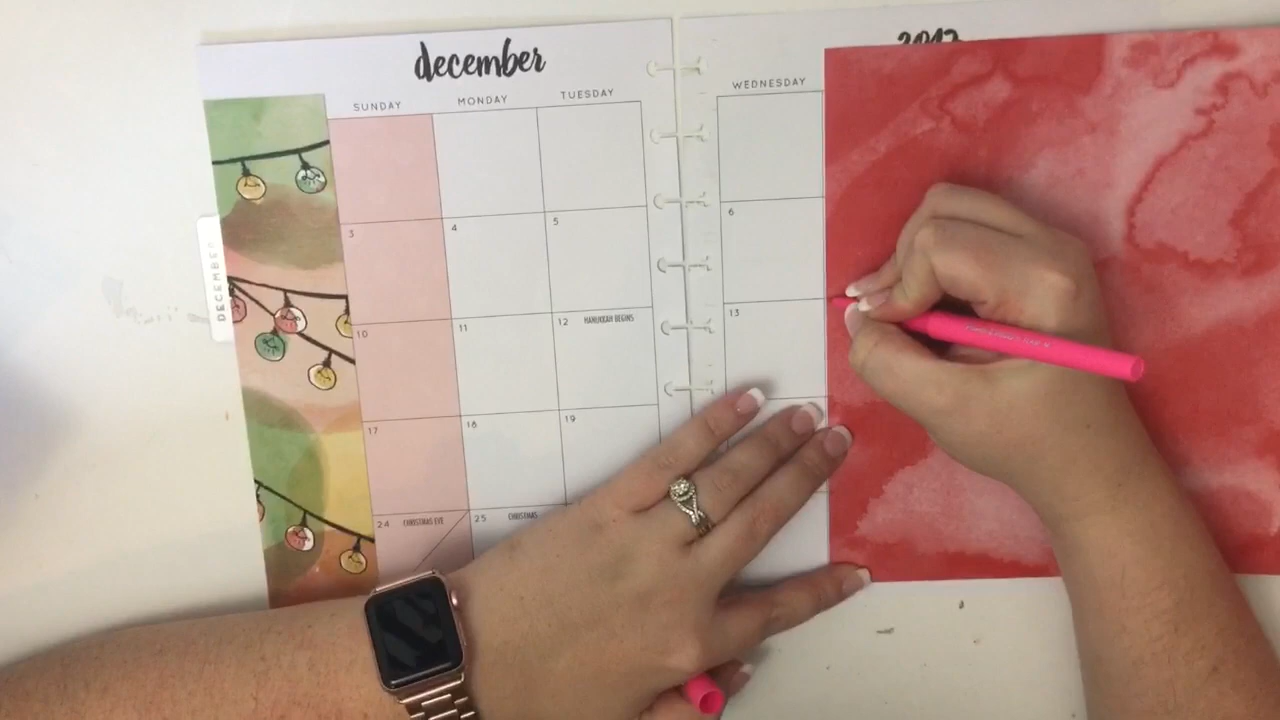 december
2017
SUNDAY MONDAY TUESDAY WEDNESDAY
3 4 5 6
DECEMBER
10 11 12 HANUKKAH BEGINS 13
17 18 19
24 CHRISTMAS EVE 25 CHRISTMAS